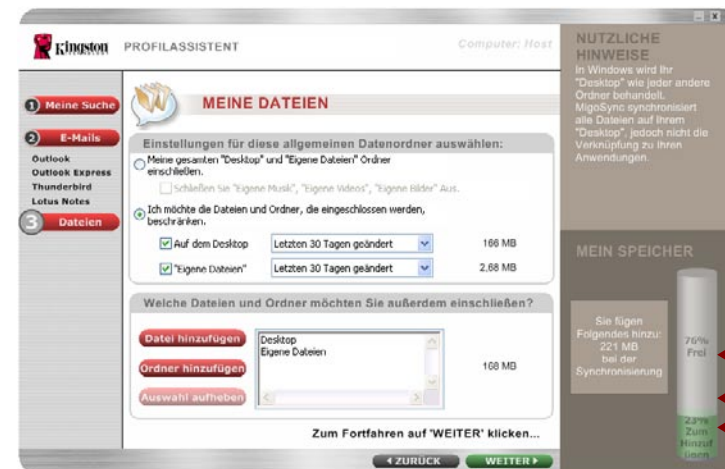 Kingston
TECHNOLOGY
PROFILASSISTENT
Computer: Host
1 Meine Suche
2 E-Mails
Outlook
Outlook Express
Thunderbird
Lotus Notes
3 Dateien
MEINE DATEIEN
Einstellungen für diese allgemeinen Datenordner auswählen:
Meine gesamten "Desktop" und "Eigene Dateien" Ordner
einschließen.
Schließen Sie "Eigene Musik", "Eigene Videos", "Eigene Bilder" Aus.
Ich möchte die Dateien und Ordner, die eingeschlossen werden,
beschränken.
Auf dem Desktop Letzten 30 Tagen geändert 166 MB
"Eigene Dateien" Letzten 30 Tagen geändert 2,68 MB
Welche Dateien und Ordner möchten Sie außerdem einschließen?
Datei hinzufügen
Ordner hinzufügen
Auswahl aufheben
Desktop
Eigene Dateien
168 MB
Zum Fortfahren auf 'WEITER' klicken...
ZURÜCK
WEITER
NUTZLICHE
HINWEISE
In Windows wird Ihr
"Desktop" wie jeder andere
Ordner behandelt.
MigoSync synchronisiert
alle Dateien auf Ihrem
"Desktop", jedoch nicht die
Verknüpfung zu Ihren
Anwendungen.
MEIN SPEICHER
Sie fügen
Folgendes hinzu:
221 MB
bei der
Synchronisierung
76%
Frei
23%
Zum
Hinzuf
ügen